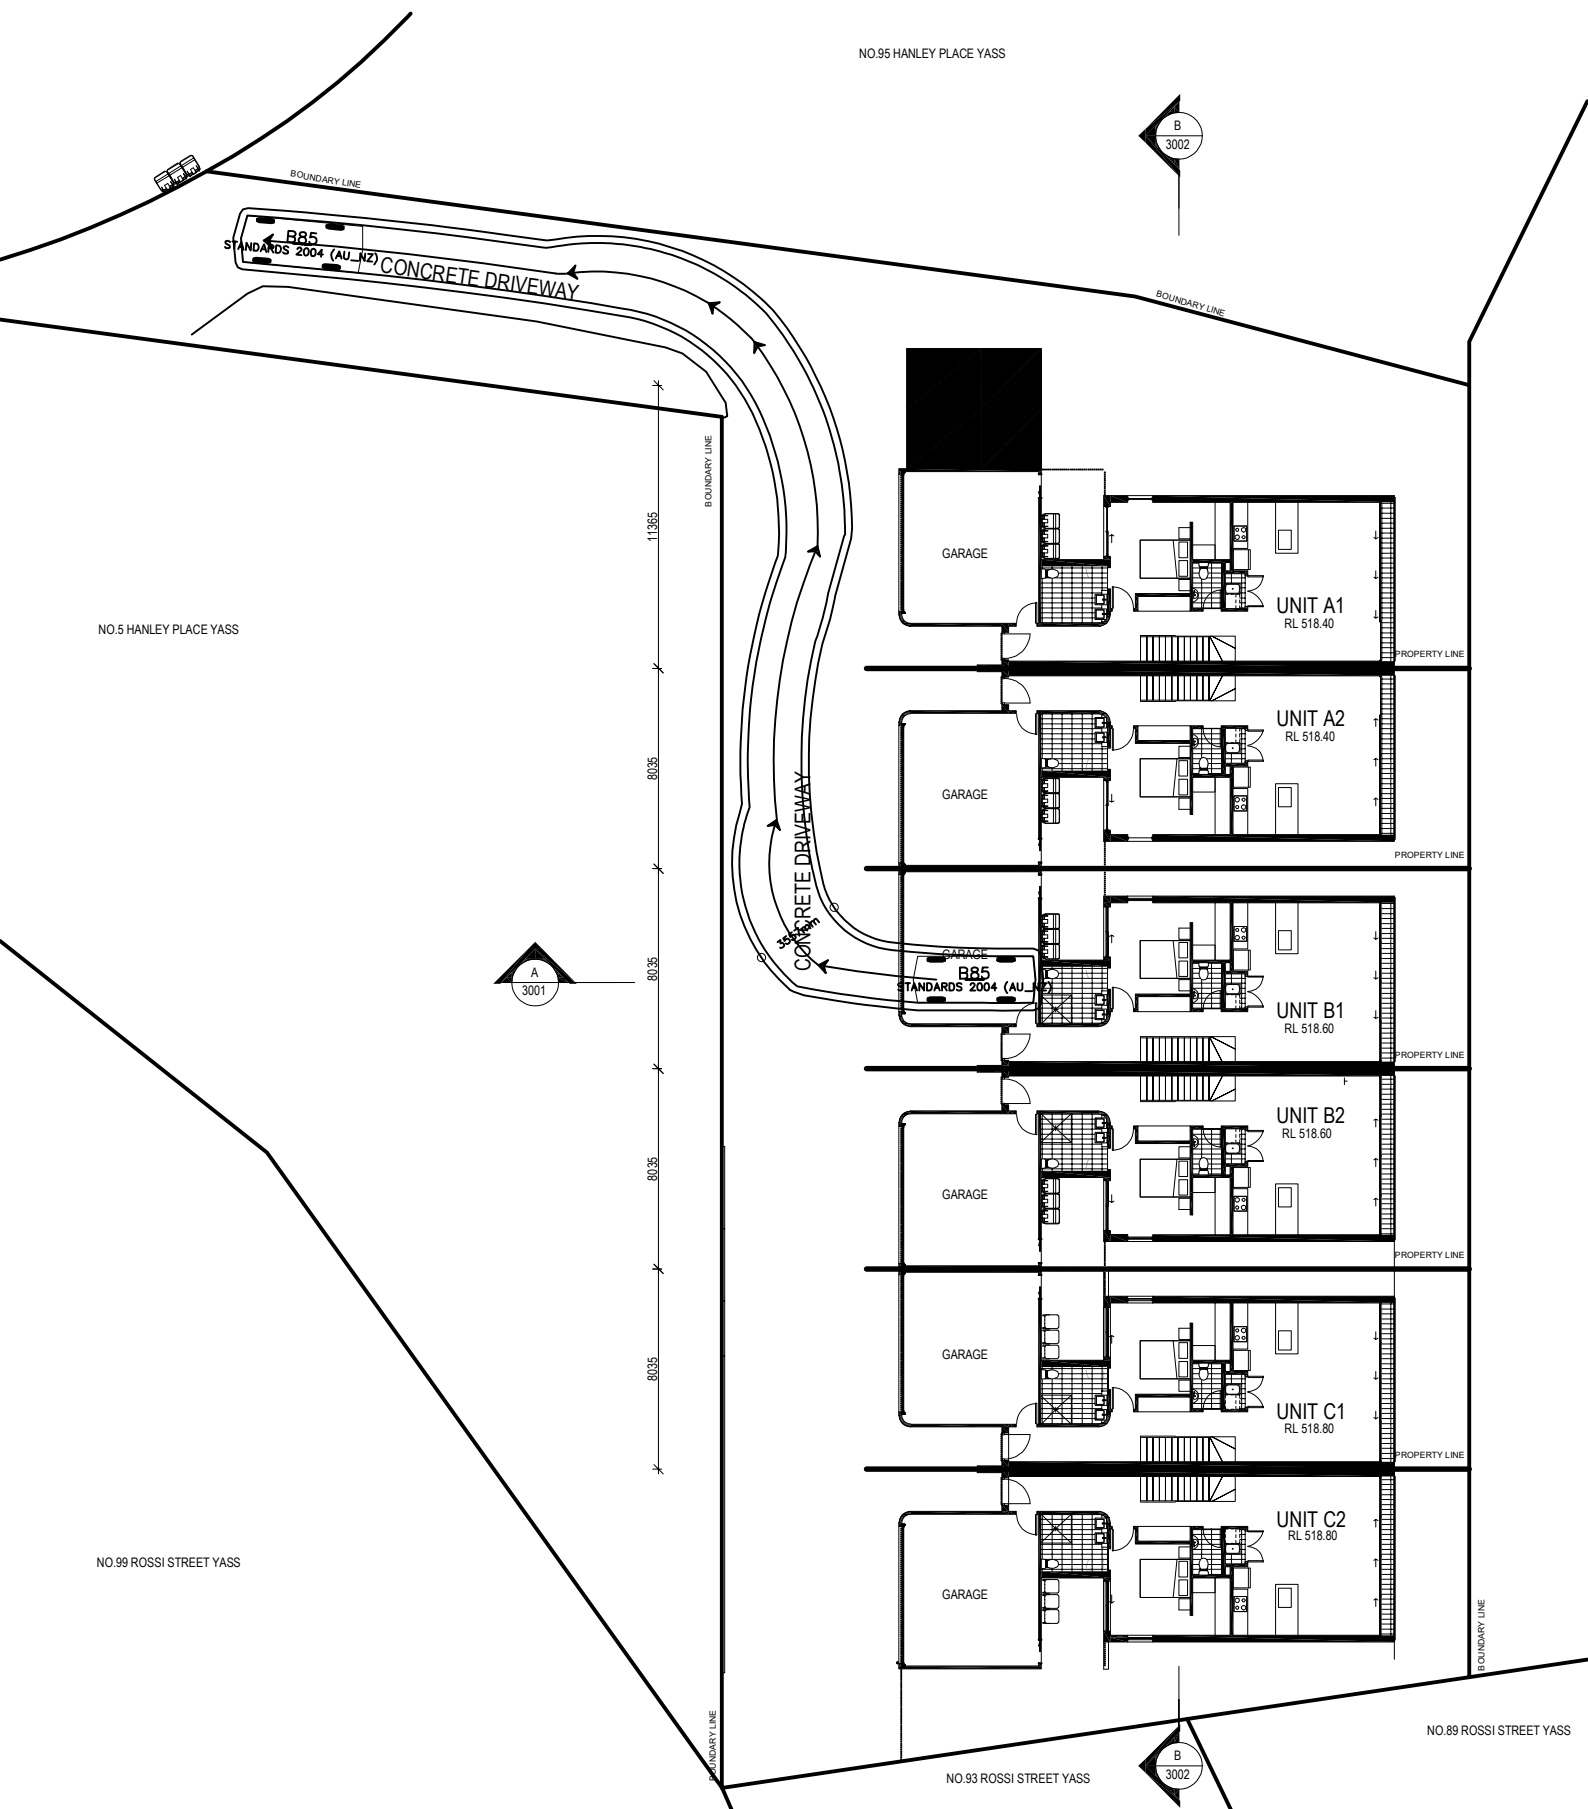 NO.95 HANLEY PLACE YASS
B
3002
BOUNDARY LINE
B85
STANDARDS 2004 (AU_NZ)
CONCRETE DRIVEWAY
BOUNDARY LINE
BOUNDARY LINE
11365
GARAGE
UNIT A1
RL 518.40
NO.5 HANLEY PLACE YASS
PROPERTY LINE
UNIT A2
RL 518.40
8035
GARAGE
CONCRETE DRIVEWAY
PROPERTY LINE
3557mm
GARAGE
B85
STANDARDS 2004 (AU_NZ)
8035
A
3001
UNIT B1
RL 518.60
PROPERTY LINE
UNIT B2
RL 518.60
8035
GARAGE
PROPERTY LINE
GARAGE
8035
UNIT C1
RL 518.80
PROPERTY LINE
UNIT C2
RL 518.80
NO.99 ROSSI STREET YASS
GARAGE
BOUNDARY LINE
BOUNDARY LINE
NO.89 ROSSI STREET YASS
B
3002
NO.93 ROSSI STREET YASS